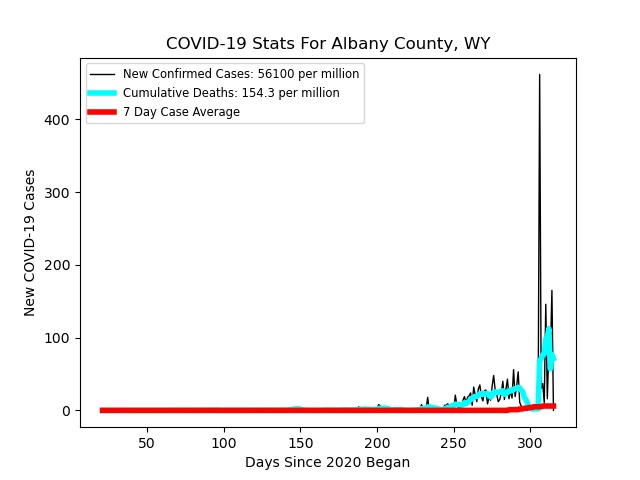 COVID-19 Stats For Albany County, WY
New Confirmed Cases: 56100 per million
Cumulative Deaths: 154.3 per million
7 Day Case Average
New COVID-19 Cases
400
300
200
100
0
50 100 150 200 250 300
Days Since 2020 Began